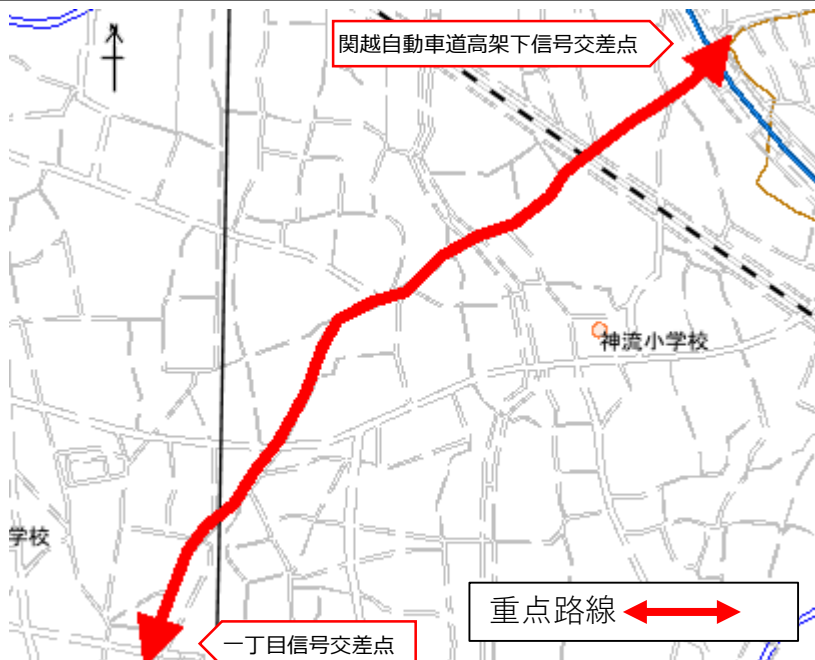 関越自動車道高架下信号交差点
神流小学校
学校
重点路線
一丁目信号交差点